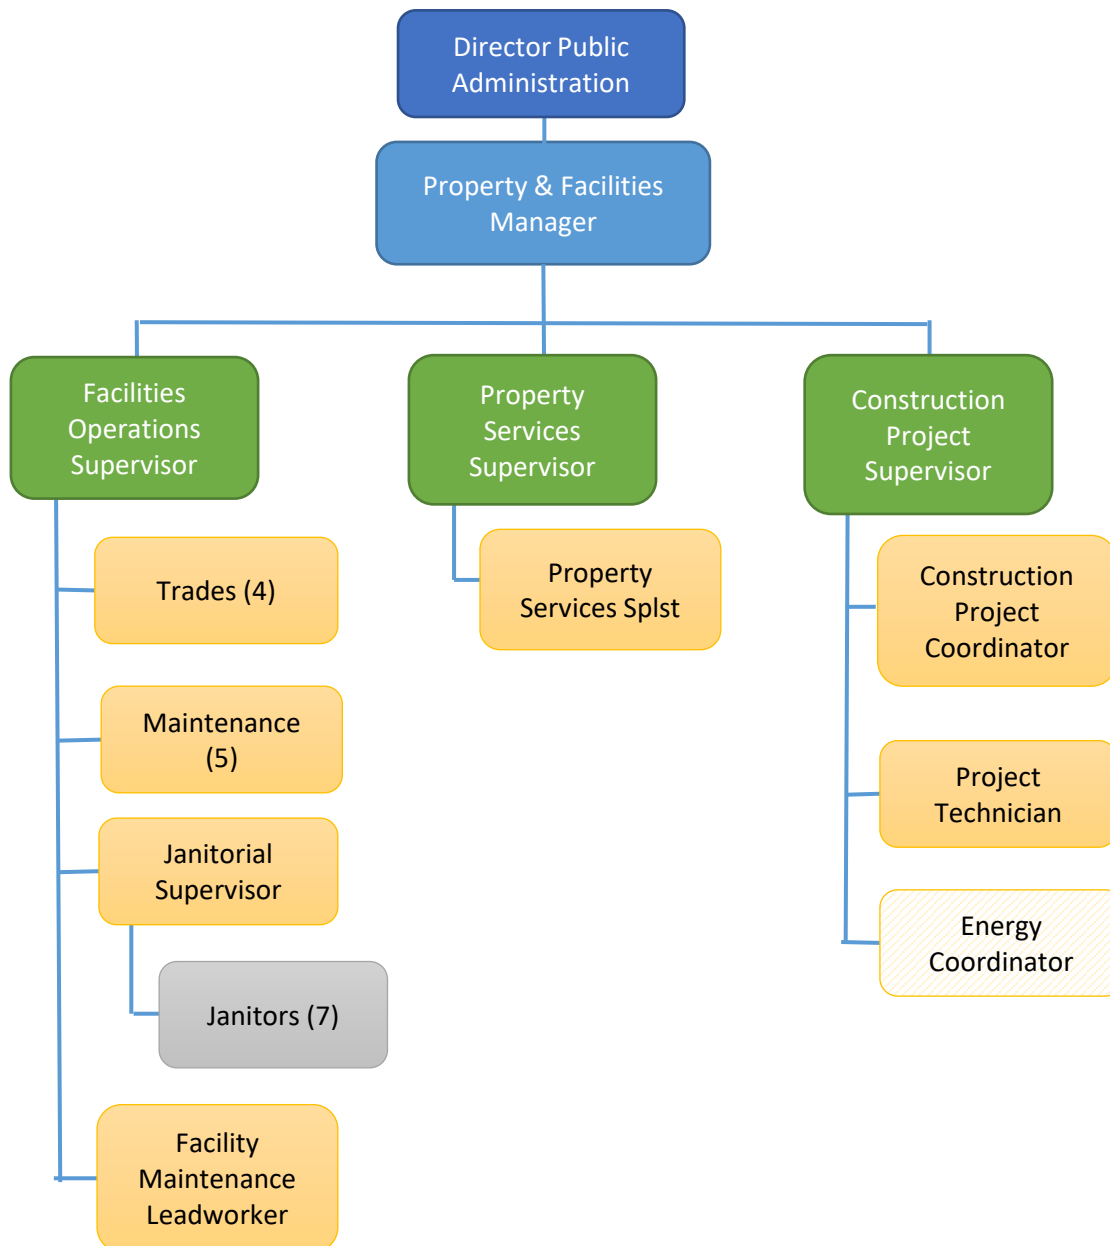 Director Public
Administration
Property & Facilities
Manager
Facilities
Operations
Supervisor
Property
Services
Supervisor
Construction
Project
Supervisor
Trades (4)
Property
Services Splst
Construction
Project
Coordinator
Maintenance
(5)
Project
Technician
Janitorial
Supervisor
Energy
Coordinator
Janitors (7)
Facility
Maintenance
Leadworker